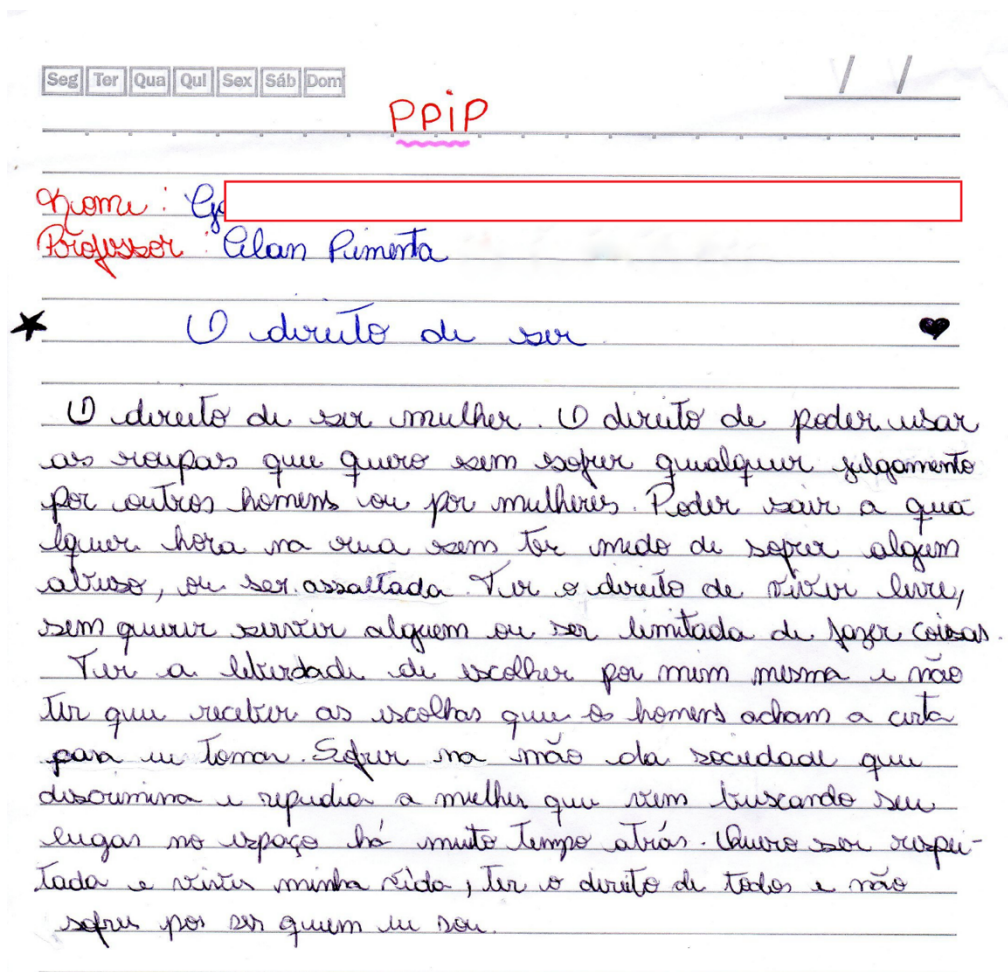 Seg Ter Qua Qui Sex Sáb Dom / /
PPiP
Nome: Ge
Professor: Alan Pimenta
O direito de ser
O direito de ser mulher. O direito de poder usar
as roupas que quero sem sofrer qualquer julgamento
por outros homens ou por mulheres. Poder sair a qua
lquer hora na rua sem ter medo de sofrer algum
abuso, ou ser assaltada. Ter o direito de viver livre,
sem querer servir alguem ou ser limitada de fazer coisas.
Ter a liberdade de escolher por mim mesma e não
ter que receber as escolhas que os homens acham a certa
para eu tomar. Sofrer na mão da sociedade que
discrimina e repudia a mulher que vem buscando seu
lugar no espaço há muito tempo atrás. Quero ser respei-
tada e viver minha vida, ter o direito de todos e não
sofrer por ser quem eu sou.